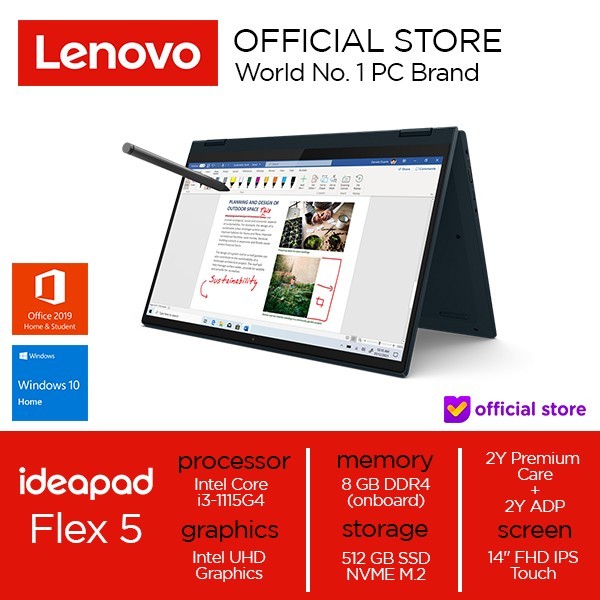 Lenovo
OFFICIAL STORE
World No. 1 PC Brand
PLANNING AND DESIGN OF
OUTDOOR SPACE
Sustainability
Office 2019
Home & Student
Windows
Windows 10
Home
official store
ideapad
Flex 5
processor
Intel Core
i3-1115G4
graphics
Intel UHD
Graphics
memory
8 GB DDR4
(onboard)
storage
512 GB SSD
NVME M.2
2Y Premium
Care
+
2Y ADP
screen
14" FHD IPS
Touch